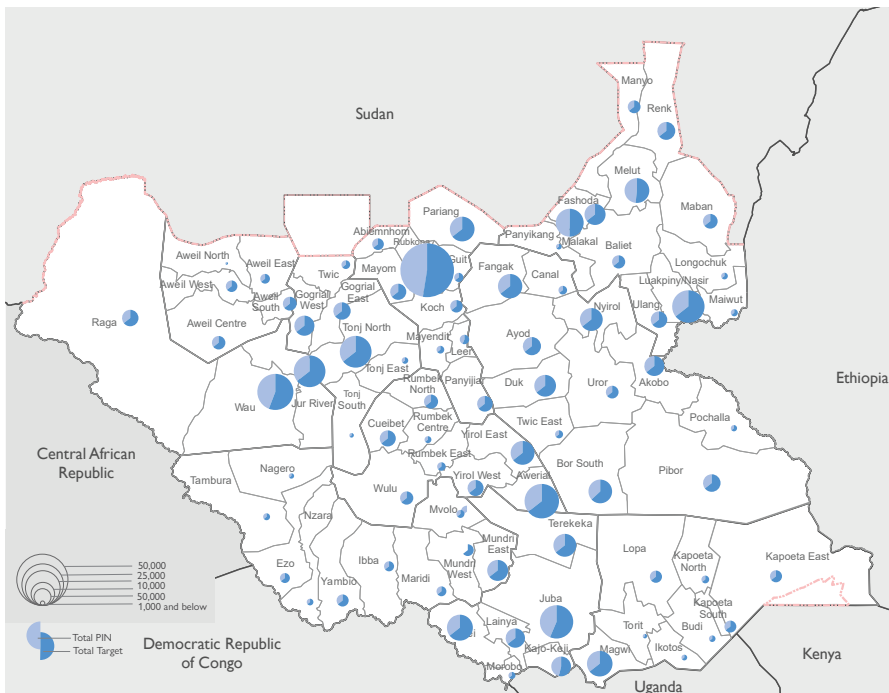 Sudan
Manyo
Renk
Melut
Fashoda
Maban
Pariang
Abiemnhom
Panyikang
Malakal
Rubkona
Baliet
Aweil North
Aweil East
Twic
Mayom
Guit
Fangak
Canal
Longochuk
Luakpiny/Nasir
Aweil West
Aweil
South
Gogrial
West
Gogrial
East
Koch
Nyirol
Ulang
Maiwut
Raga
Aweil Centre
Tonj North
Mayendit
Leer
Ayod
Tonj East
Akobo
Ethiopia
Wau
Jur River
Tonj
South
Rumbek
North
Panyijiar
Duk
Uror
Cueibet
Rumbek
Centre
Yirol East
Twic East
Pochalla
Central African
Republic
Tambura
Nagero
Rumbek East
Yirol West
Awerial
Bor South
Pibor
Wulu
Nzara
Mvolo
Terekeka
Mundri
East
Ezo
Ibba
Mundri
West
Lopa
Kapoeta
North
Kapoeta East
50,000
25,000
10,000
50,000
1,000 and below
Yambio
Maridi
Juba
Kapoeta
South
Lainya
Torit
Budi
Total PIN
Total Target
Democratic Republic
of Congo
ei
Kajo-Keji
Magwi
Ikotos
Kenya
Morobo
Uganda